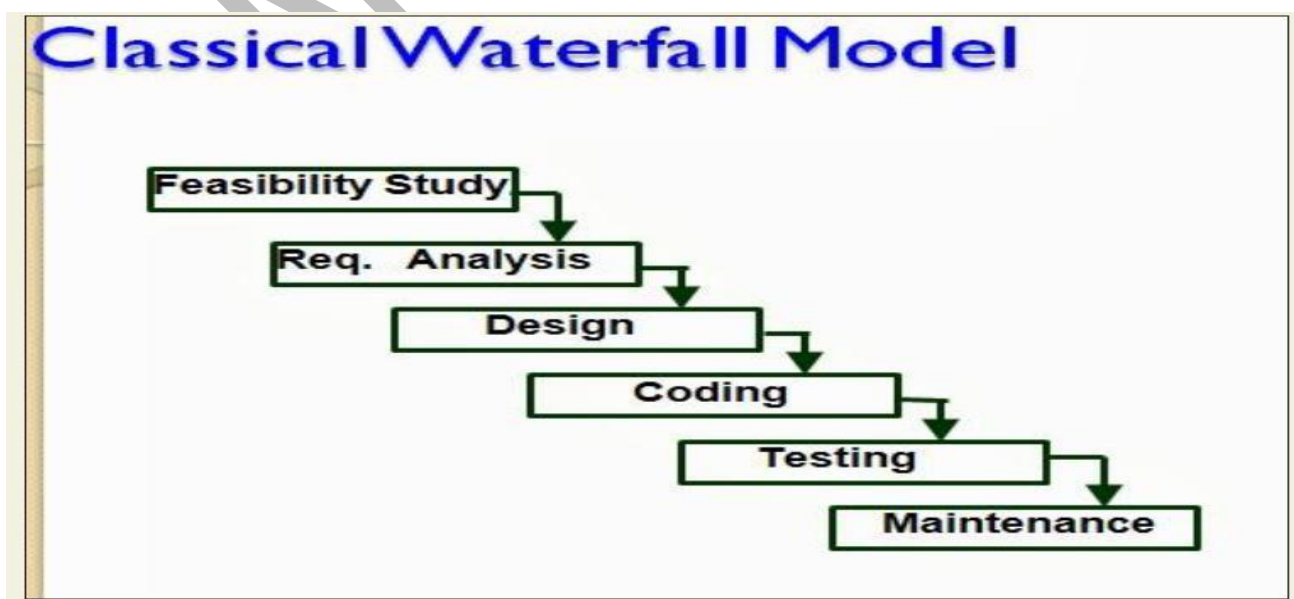 Classical Waterfall Model
Feasibility Study
Req. Analysis
Design
Coding
Testing
Maintenance